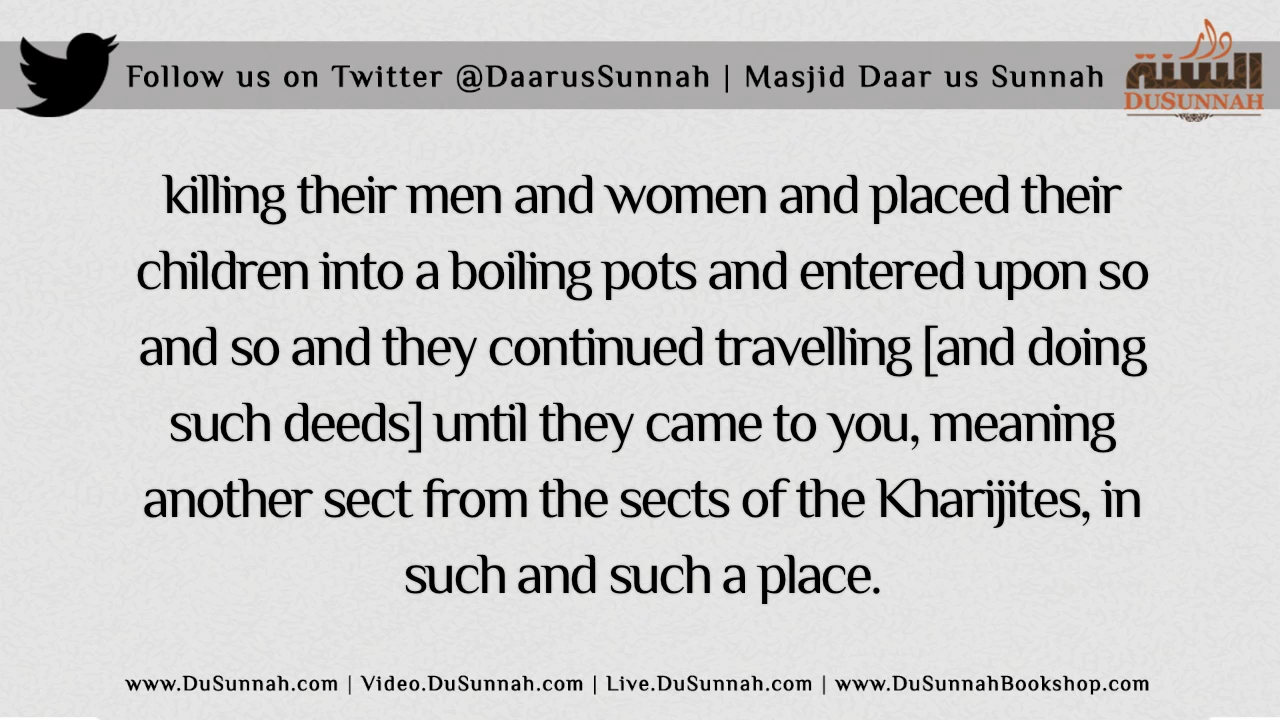 Follow us on Twitter @DaarusSunnah | Masjid Daar us Sunnah
دار
السنة
DUSUNNAH
killing their men and women and placed their
children into a boiling pots and entered upon so
and so and they continued travelling [and doing
such deeds] until they came to you, meaning
another sect from the sects of the Kharijites, in
such and such a place.
www.DuSunnah.com | Video.DuSunnah.com | Live.DuSunnah.com | www.DuSunnahBookshop.com